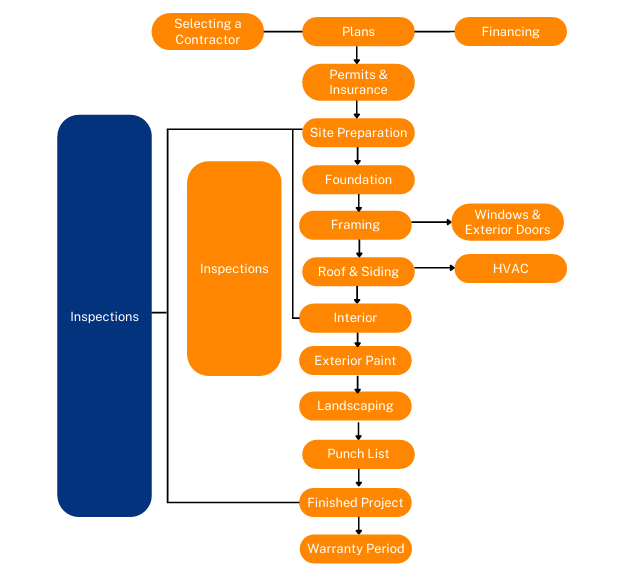 Selecting a
Contractor
Plans
Financing
Permits &
Insurance
Site Preparation
Foundation
Framing
Windows &
Exterior Doors
Roof & Siding
HVAC
Inspections
Inspections
Interior
Exterior Paint
Landscaping
Punch List
Finished Project
Warranty Period